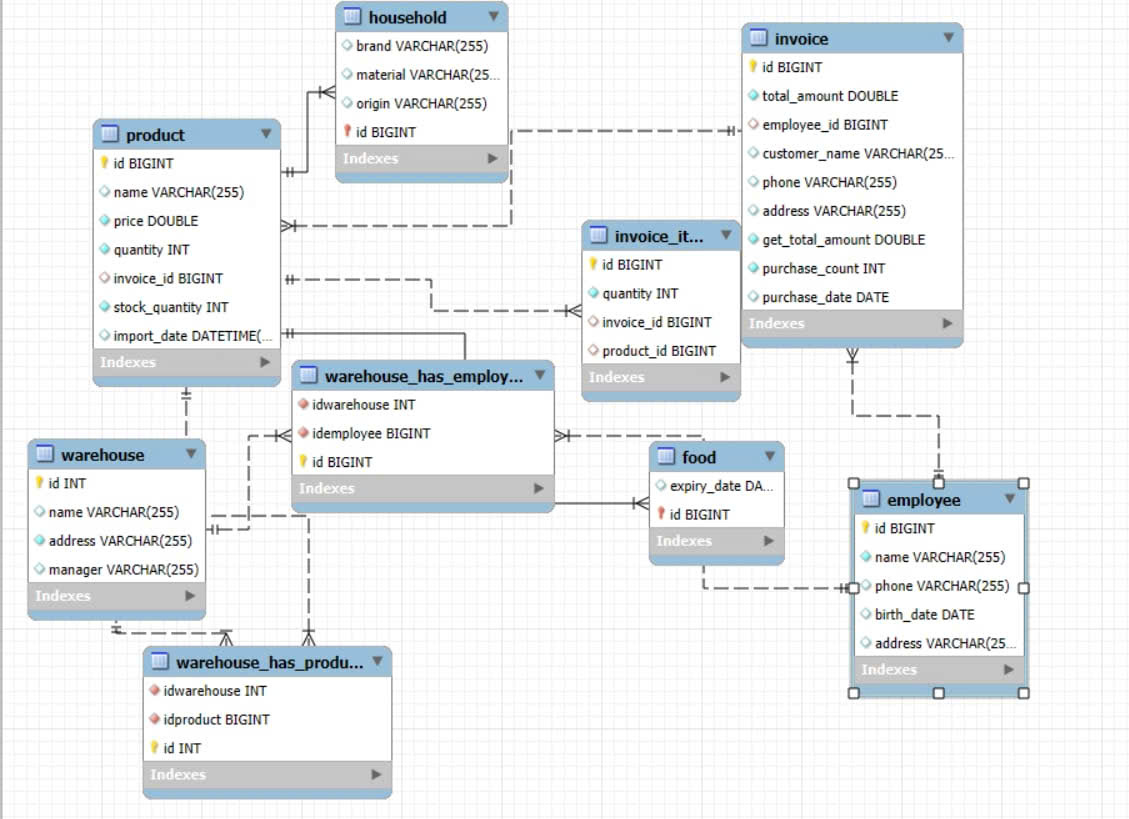 household
brand VARCHAR(255)
material VARCHAR(25...
origin VARCHAR(255)
id BIGINT
Indexes
invoice
id BIGINT
total_amount DOUBLE
employee_id BIGINT
customer_name VARCHAR(25...
phone VARCHAR(255)
address VARCHAR(255)
get_total_amount DOUBLE
purchase_count INT
purchase_date DATE
Indexes
product
id BIGINT
name VARCHAR(255)
price DOUBLE
quantity INT
invoice_id BIGINT
stock_quantity INT
import_date DATETIME(...
Indexes
invoice_it...
id BIGINT
quantity INT
invoice_id BIGINT
product_id BIGINT
Indexes
warehouse_has_employ...
idwarehouse INT
idemployee BIGINT
id BIGINT
Indexes
warehouse
id INT
name VARCHAR(255)
address VARCHAR(255)
manager VARCHAR(255)
Indexes
food
expiry_date DA...
id BIGINT
Indexes
employee
id BIGINT
name VARCHAR(255)
phone VARCHAR(255)
birth_date DATE
address VARCHAR(25...
Indexes
warehouse_has_produ...
idwarehouse INT
idproduct BIGINT
id INT
Indexes